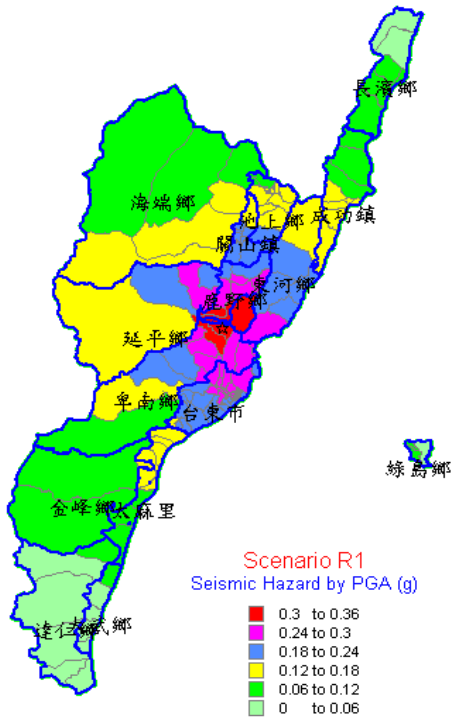 長濱鄉
海端鄉
池上鄉
成功鎮
關山鎮
東河鄉
鹿野鄉
延平鄉
卑南鄉
台東市
綠島鄉
金峰鄉
太麻里
達仁鄉
大武鄉
Scenario R1
Seismic Hazard by PGA (g)
0.3 to 0.36
0.24 to 0.3
0.18 to 0.24
0.12 to 0.18
0.06 to 0.12
0 to 0.06